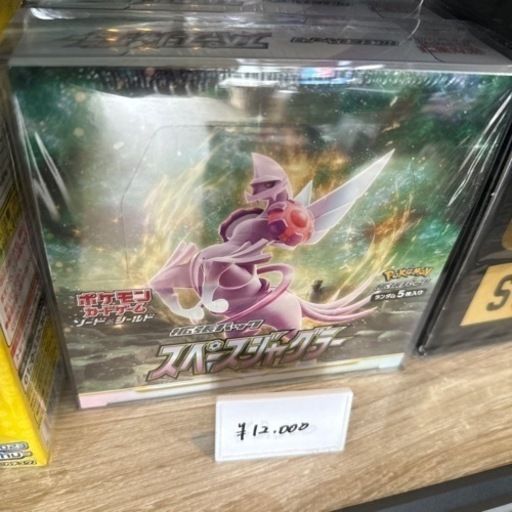 ポケモン
カードゲーム
ソード&シールド
Pokémon
ランダム5枚入り
拡張パック
スペースジャグラー
¥12,000